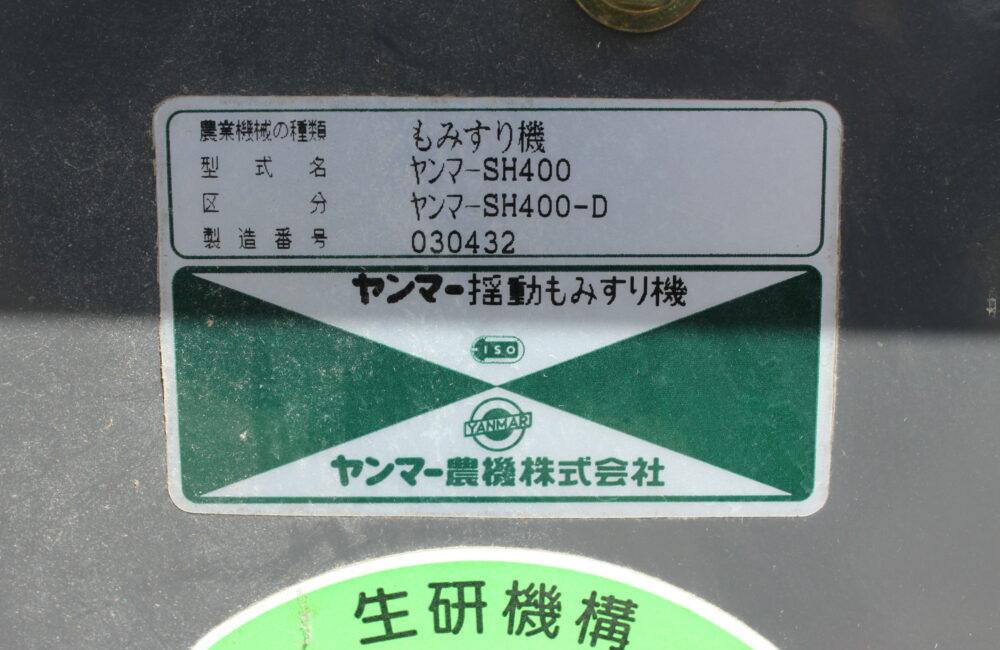 農業機械の種類 もみすり機
型式名 ヤンマーSH400
区分 ヤンマーSH400-D
製造番号 030432
ヤンマー揺動もみすり機
ISO
YANMAR
ヤンマー農機株式会社
生研機構